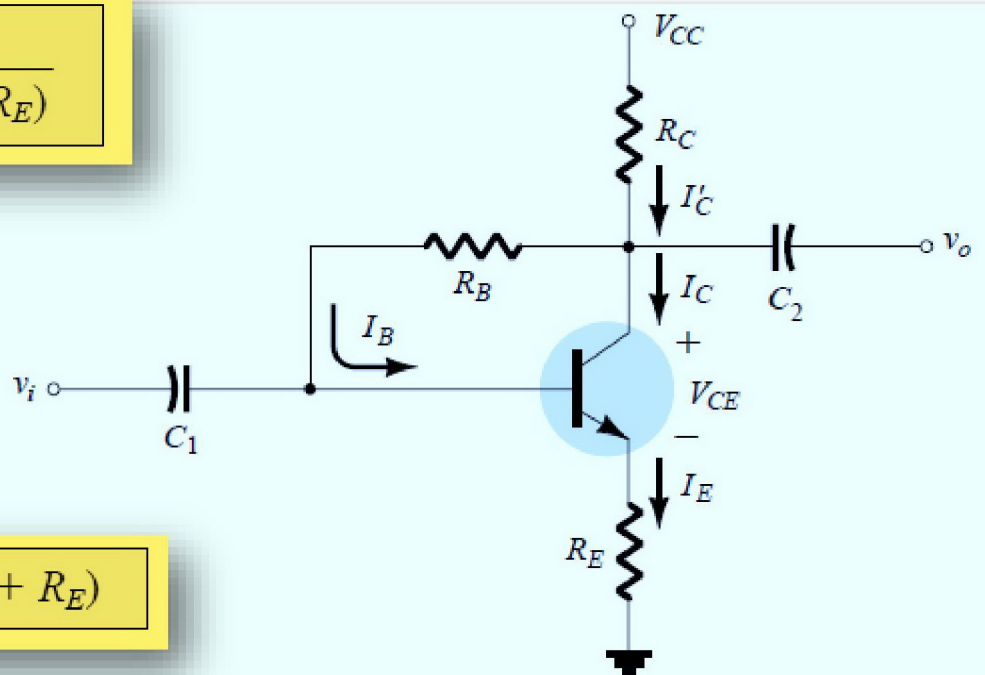 R_E)
V_CC
R_C
I'_C
v_o
R_B
I_C
C_2
I_B
+
v_i
V_CE
C_1
−
I_E
R_E
+ R_E)